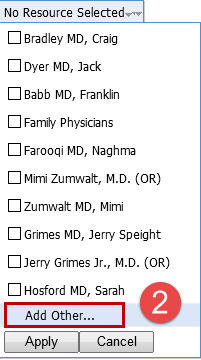 No Resource Selected
Bradley MD, Craig
Dyer MD, Jack
Babb MD, Franklin
Family Physicians
Farooqi MD, Naghma
Mimi Zumwalt, M.D. (OR)
Zumwalt MD, Mimi
Grimes MD, Jerry Speight
Jerry Grimes Jr., M.D. (OR)
Hosford MD, Sarah
2
Add Other...
Apply Cancel